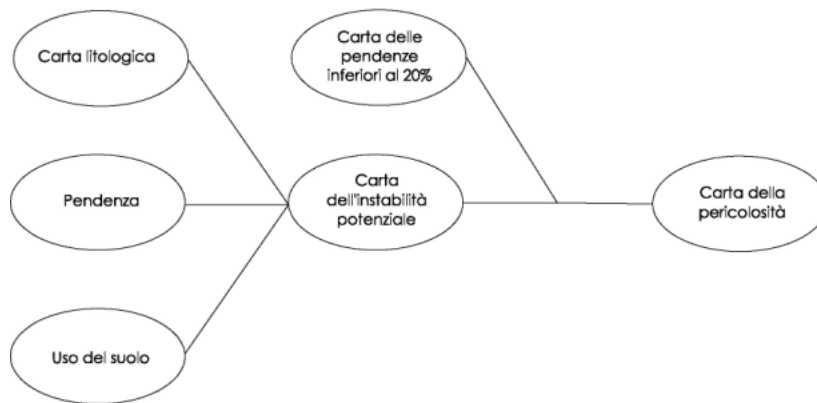 Carta litologica
Carta delle
pendenze
inferiori al 20%
Pendenza
Carta
dell'instabilità
potenziale
Carta della
pericolosità
Uso del suolo